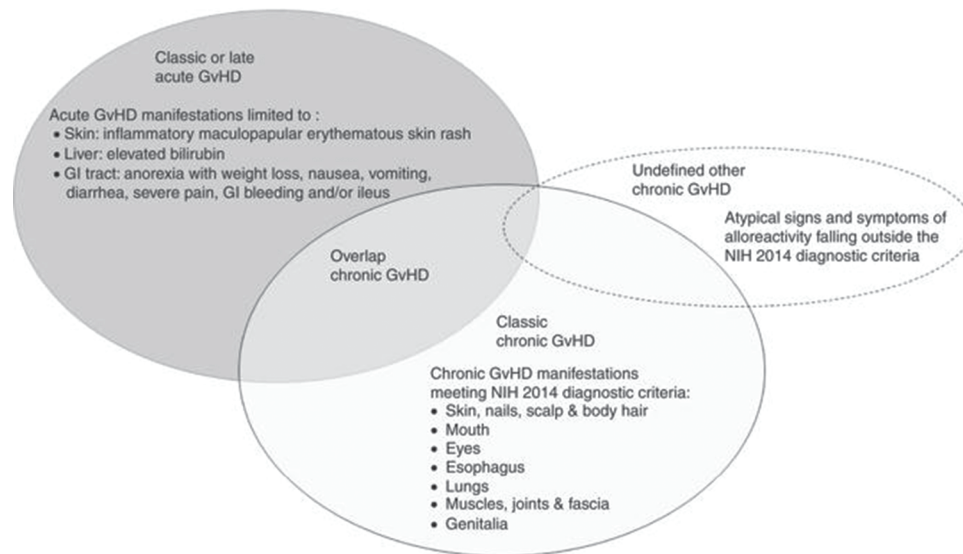 Classic or late
acute GvHD
Acute GvHD manifestations limited to :
• Skin: inflammatory maculopapular erythematous skin rash
• Liver: elevated bilirubin
• GI tract: anorexia with weight loss, nausea, vomiting,
diarrhea, severe pain, GI bleeding and/or ileus
Undefined other
chronic GvHD
Atypical signs and symptoms of
alloreactivity falling outside the
NIH 2014 diagnostic criteria
Overlap
chronic GvHD
Classic
chronic GvHD
Chronic GvHD manifestations
meeting NIH 2014 diagnostic criteria:
• Skin, nails, scalp & body hair
• Mouth
• Eyes
• Esophagus
• Lungs
• Muscles, joints & fascia
• Genitalia